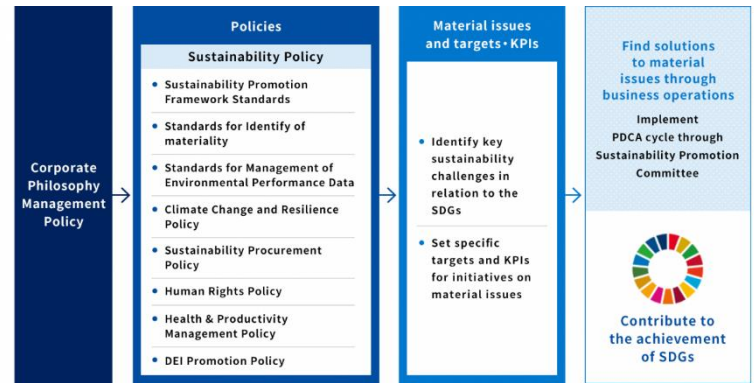 Corporate
Philosophy
Management
Policy
Policies
Sustainability Policy
• Sustainability Promotion
Framework Standards
• Standards for Identify of
materiality
• Standards for Management of
Environmental Performance Data
• Climate Change and Resilience
Policy
• Sustainability Procurement
Policy
• Human Rights Policy
• Health & Productivity
Management Policy
• DEI Promotion Policy
Material issues
and targets・KPIs
• Identify key
sustainability
challenges in
relation to the
SDGs
• Set specific
targets and KPIs
for initiatives on
material issues
Find solutions
to material
issues through
business operations
Implement
PDCA cycle through
Sustainability Promotion
Committee
Contribute to
the achievement
of SDGs